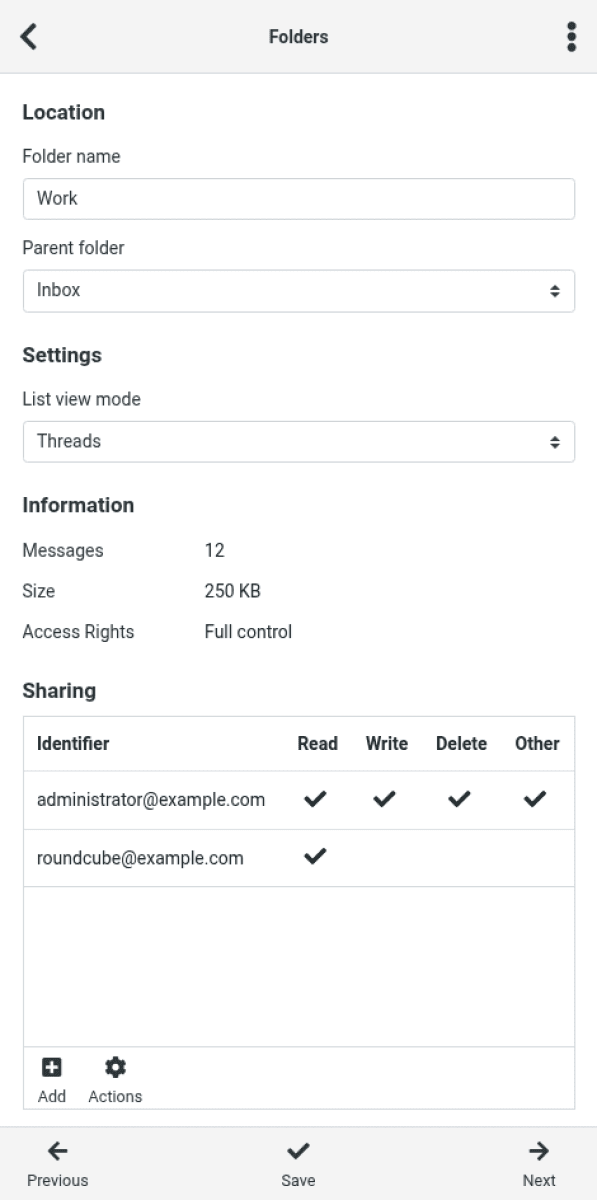 Folders
Location
Folder name
Work
Parent folder
Inbox
Settings
List view mode
Threads
Information
Messages 12
Size 250 KB
Access Rights Full control
Sharing
Identifier Read Write Delete Other
administrator@example.com
roundcube@example.com
Add Actions
Previous Save Next